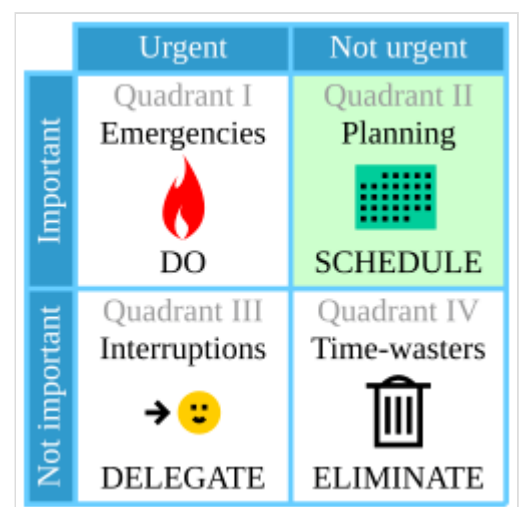 Urgent
Not urgent
Important
Quadrant I
Emergencies
DO
Quadrant II
Planning
SCHEDULE
Not important
Quadrant III
Interruptions
DELEGATE
Quadrant IV
Time-wasters
ELIMINATE